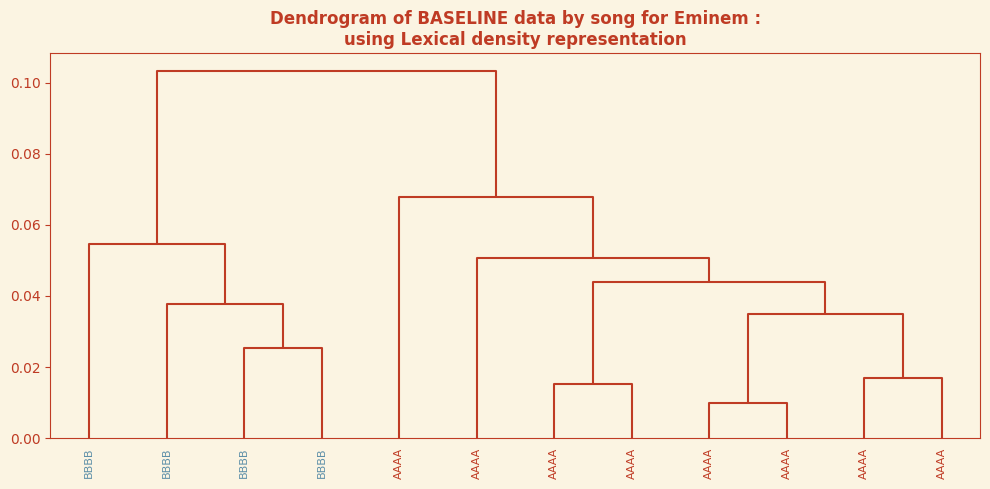 Dendrogram of BASELINE data by song for Eminem :
using Lexical density representation
0.10
0.08
0.06
0.04
0.02
0.00
BBBB
BBBB
BBBB
BBBB
AAAA
AAAA
AAAA
AAAA
AAAA
AAAA
AAAA
AAAA